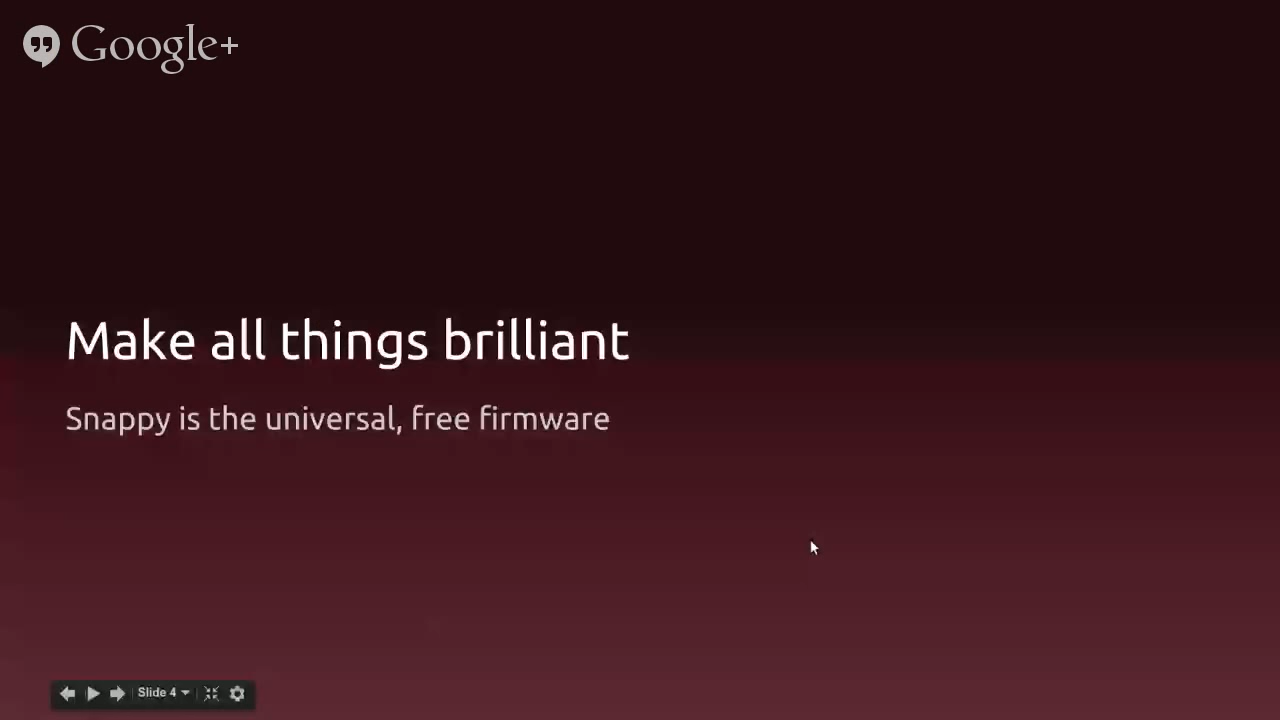 Google+
Make all things brilliant
Snappy is the universal, free firmware
Slide 4